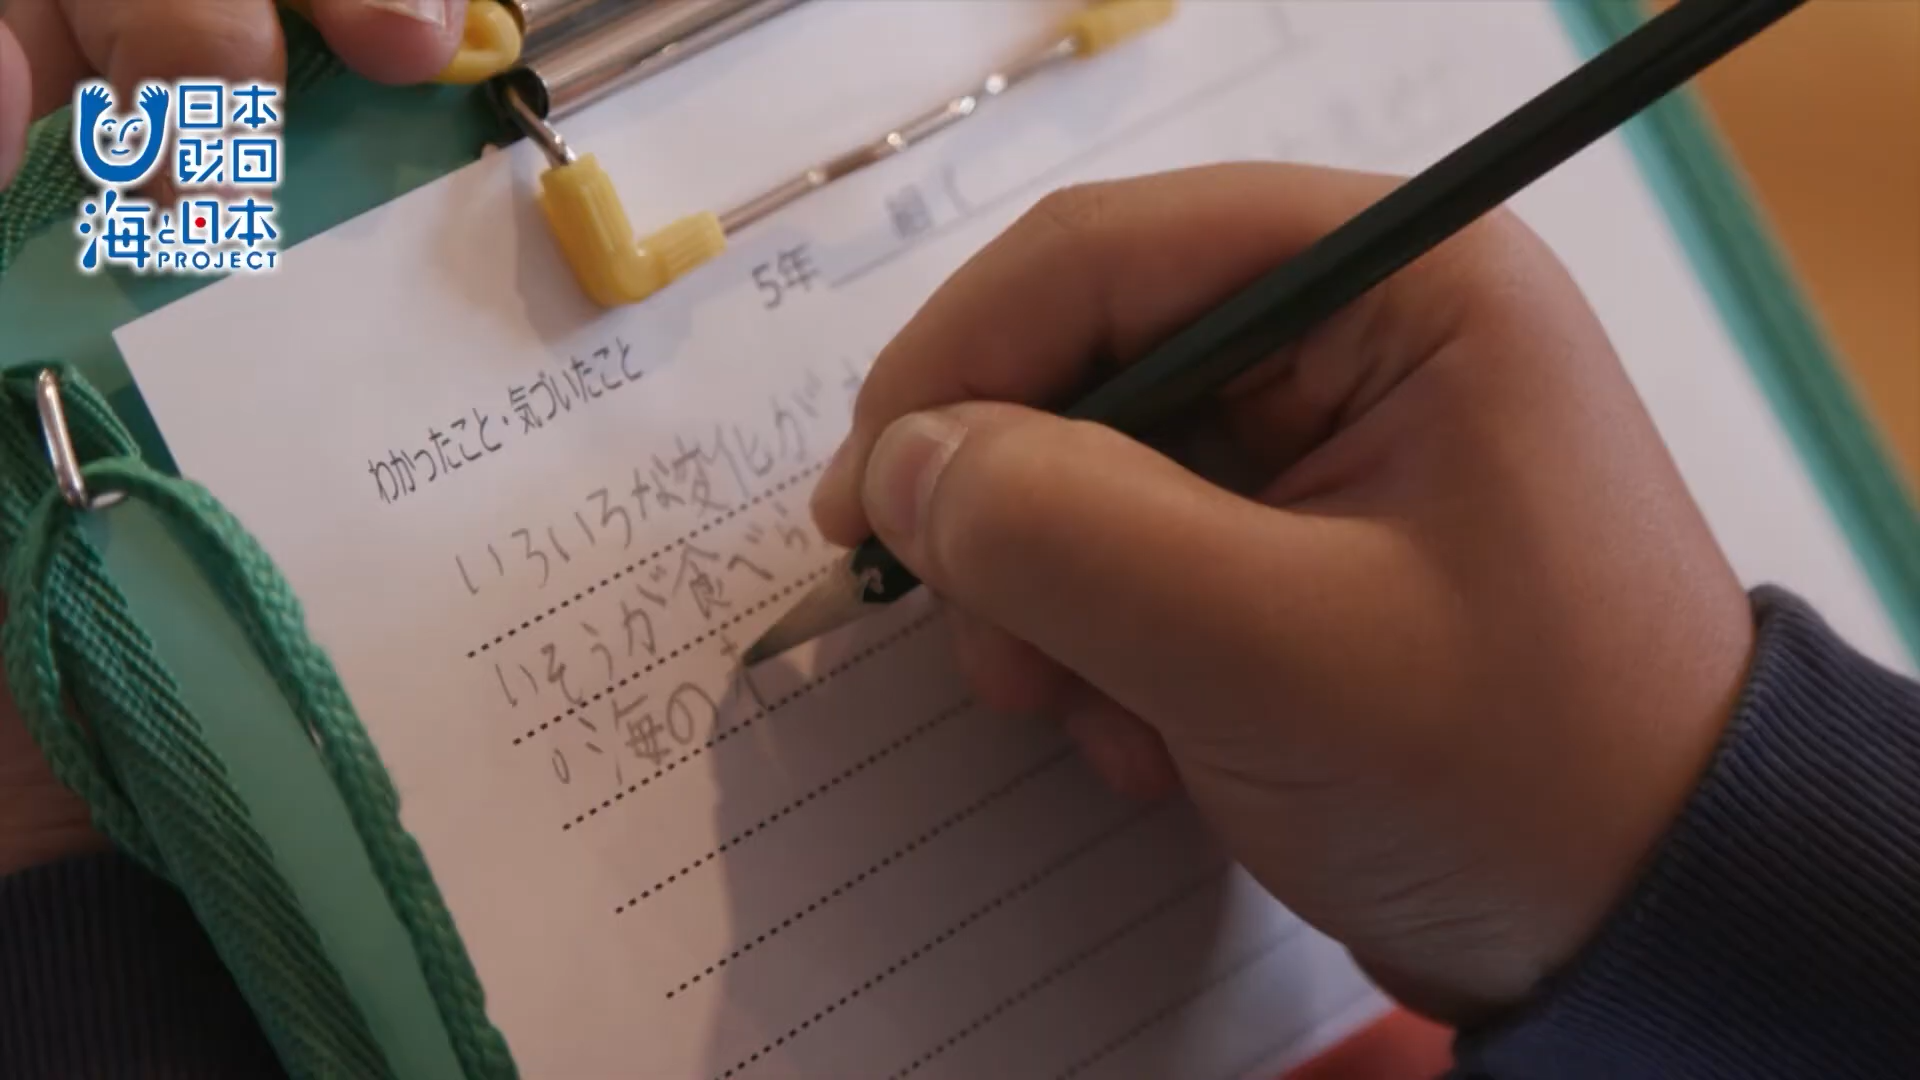 日本
財団
海と日本
PROJECT
5年
わかったこと・気づいたこと
いろいろな変化が
いそうが食べら
海の